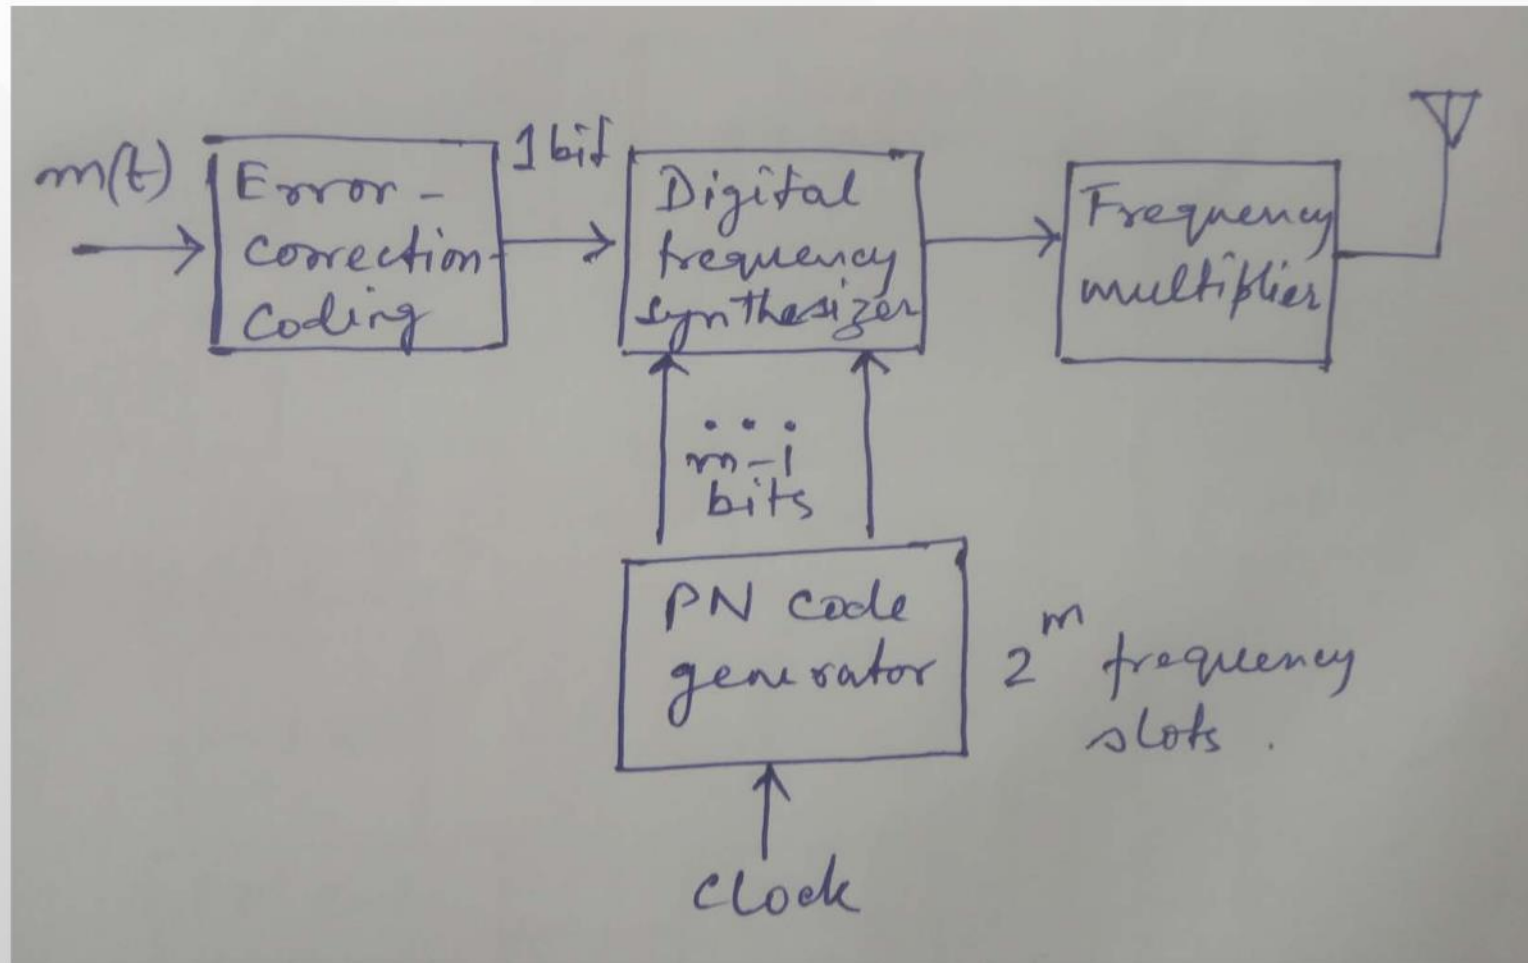 m(t)
Error-
correction-
Coding
1 bit
Digital
frequency
synthesizer
Frequency
multiplier
m-1
bits
PN code
generator
2^m frequency
slots.
Clock